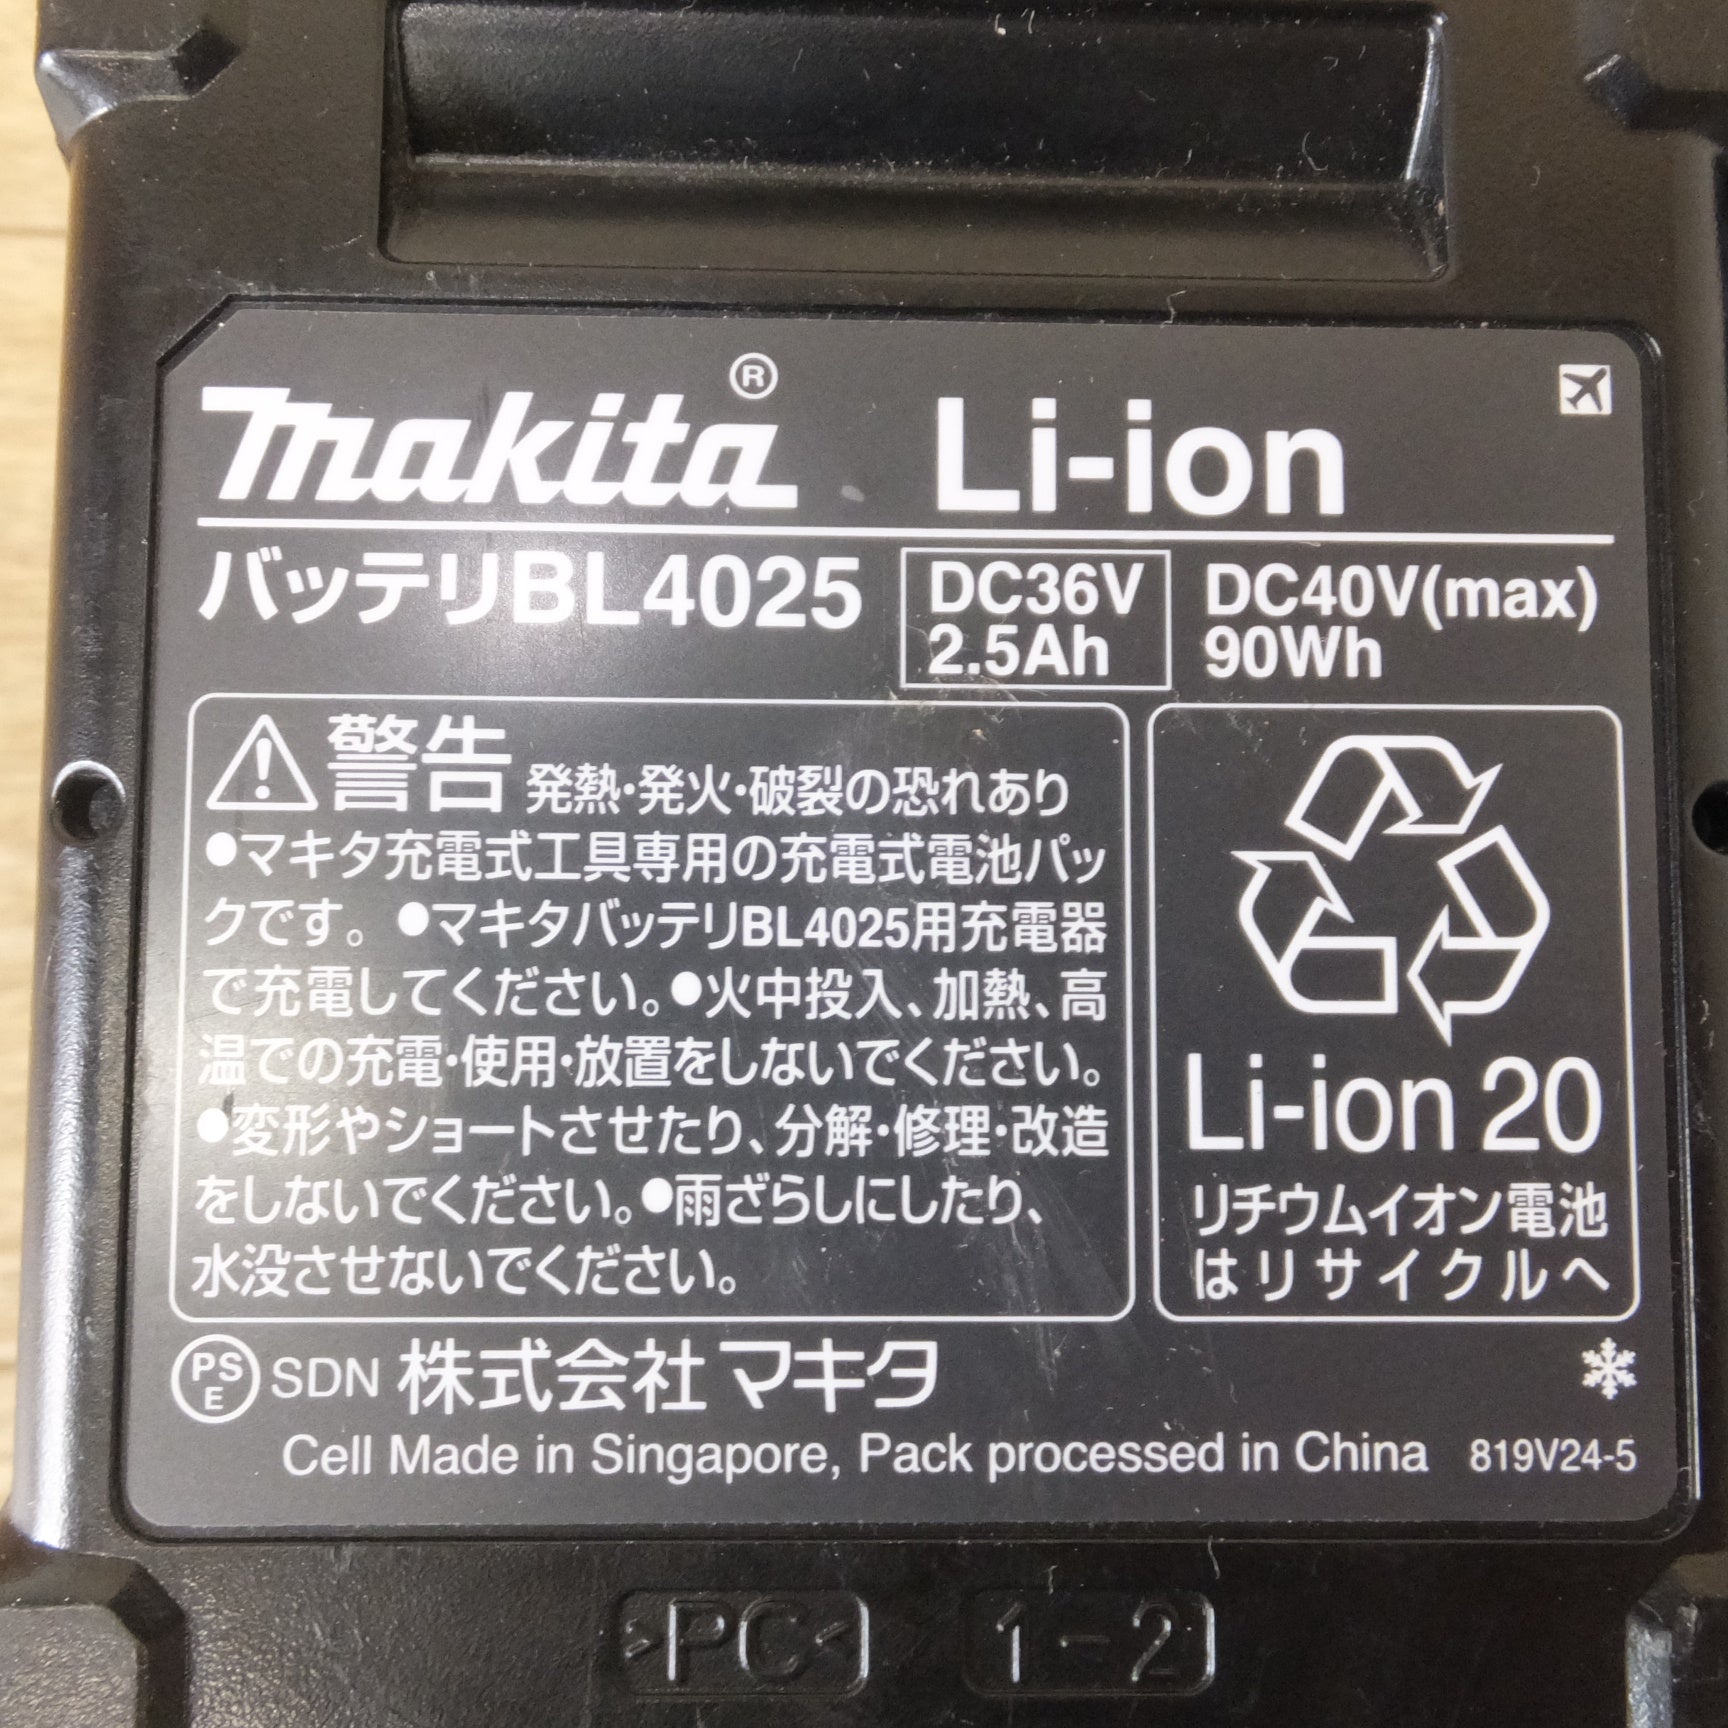 makita® Li-ion
バッテリBL4025 DC36V DC40V(max)
2.5Ah 90Wh
警告 発熱・発火・破裂の恐れあり
●マキタ充電式工具専用の充電式電池パッ
クです。●マキタバッテリBL4025用充電器
で充電してください。●火中投入、加熱、高
温での充電・使用・放置をしないでください。
●変形やショートさせたり、分解・修理・改造
をしないでください。●雨ざらしにしたり、
水没させないでください。
Li-ion 20
リチウムイオン電池
はリサイクルへ
PS
E
SDN 株式会社マキタ
Cell Made in Singapore, Pack processed in China 819V24-5
>PC< 1-2